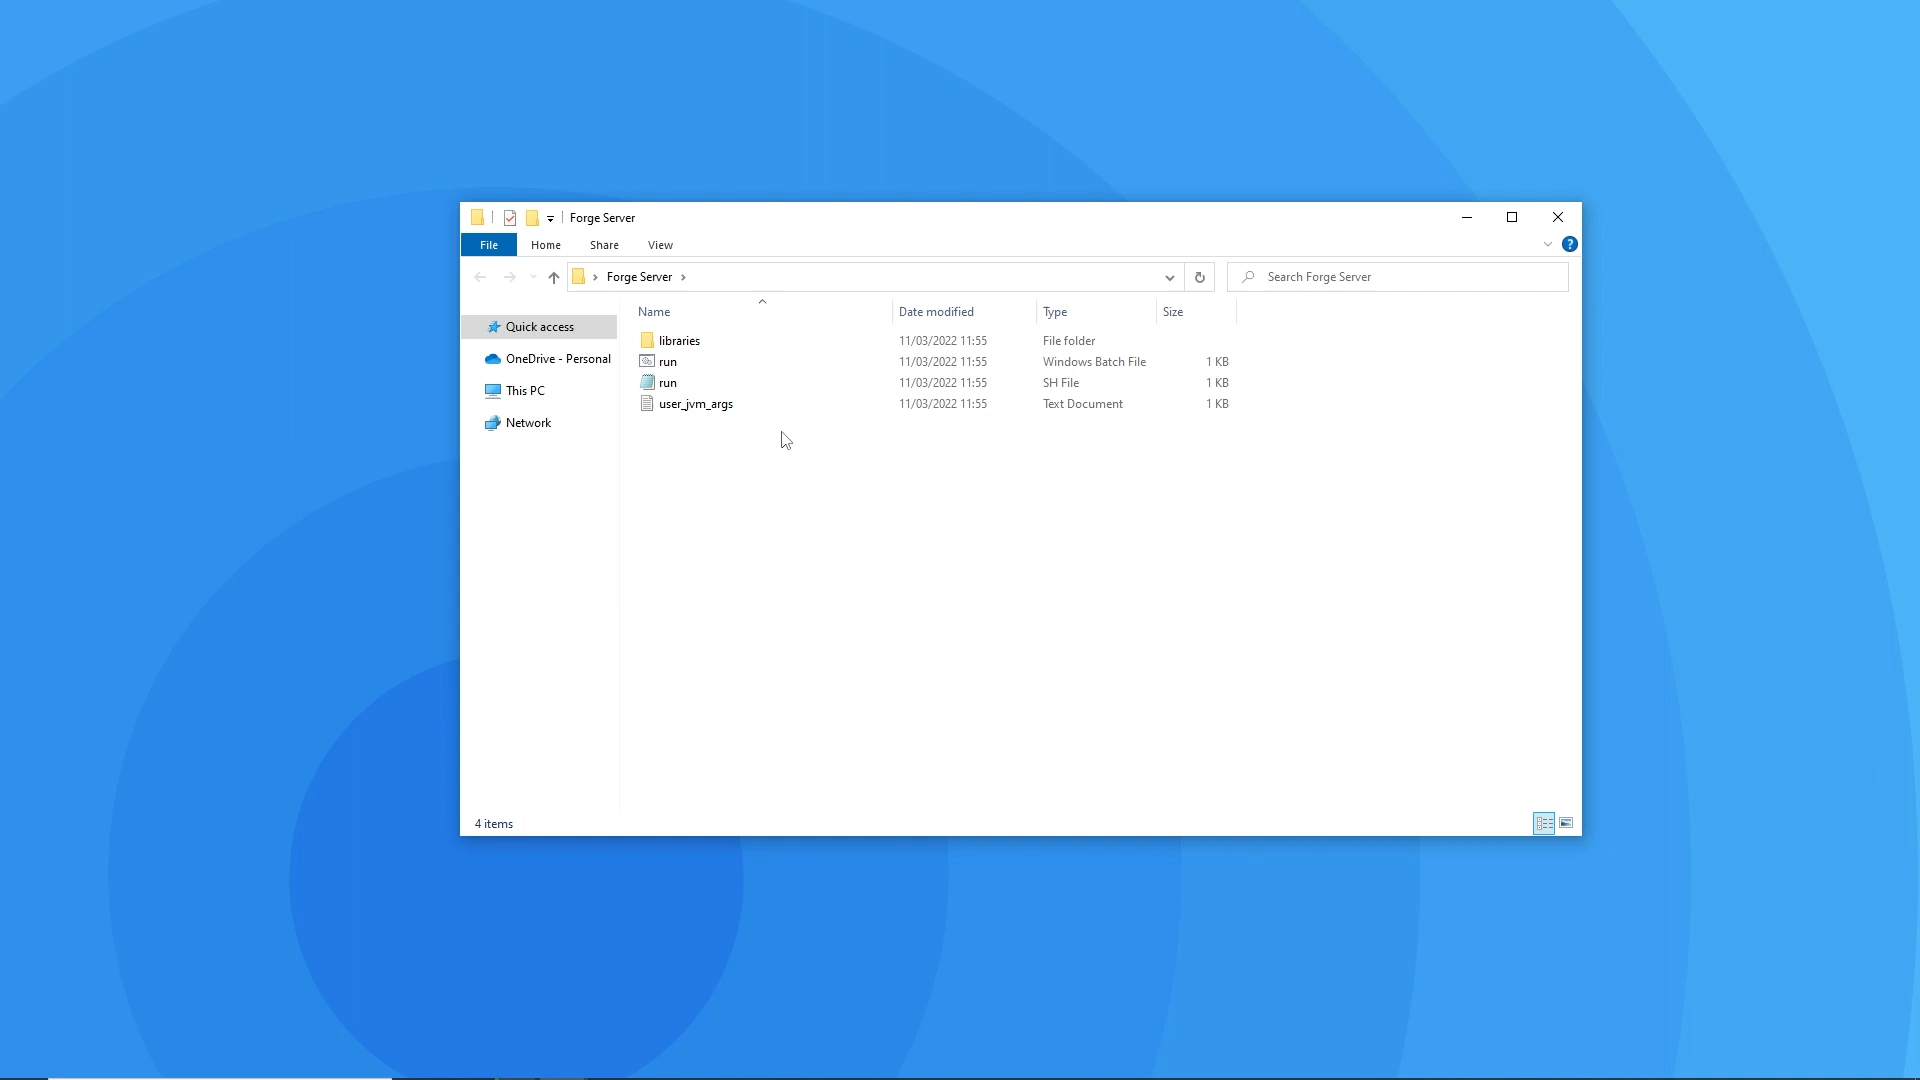 Forge Server
File Home Share View ?
Forge Server Search Forge Server
Name Date modified Type Size
Quick access
OneDrive - Personal
This PC
Network
libraries 11/03/2022 11:55 File folder
run 11/03/2022 11:55 Windows Batch File 1 KB
run 11/03/2022 11:55 SH File 1 KB
user_jvm_args 11/03/2022 11:55 Text Document 1 KB
4 items